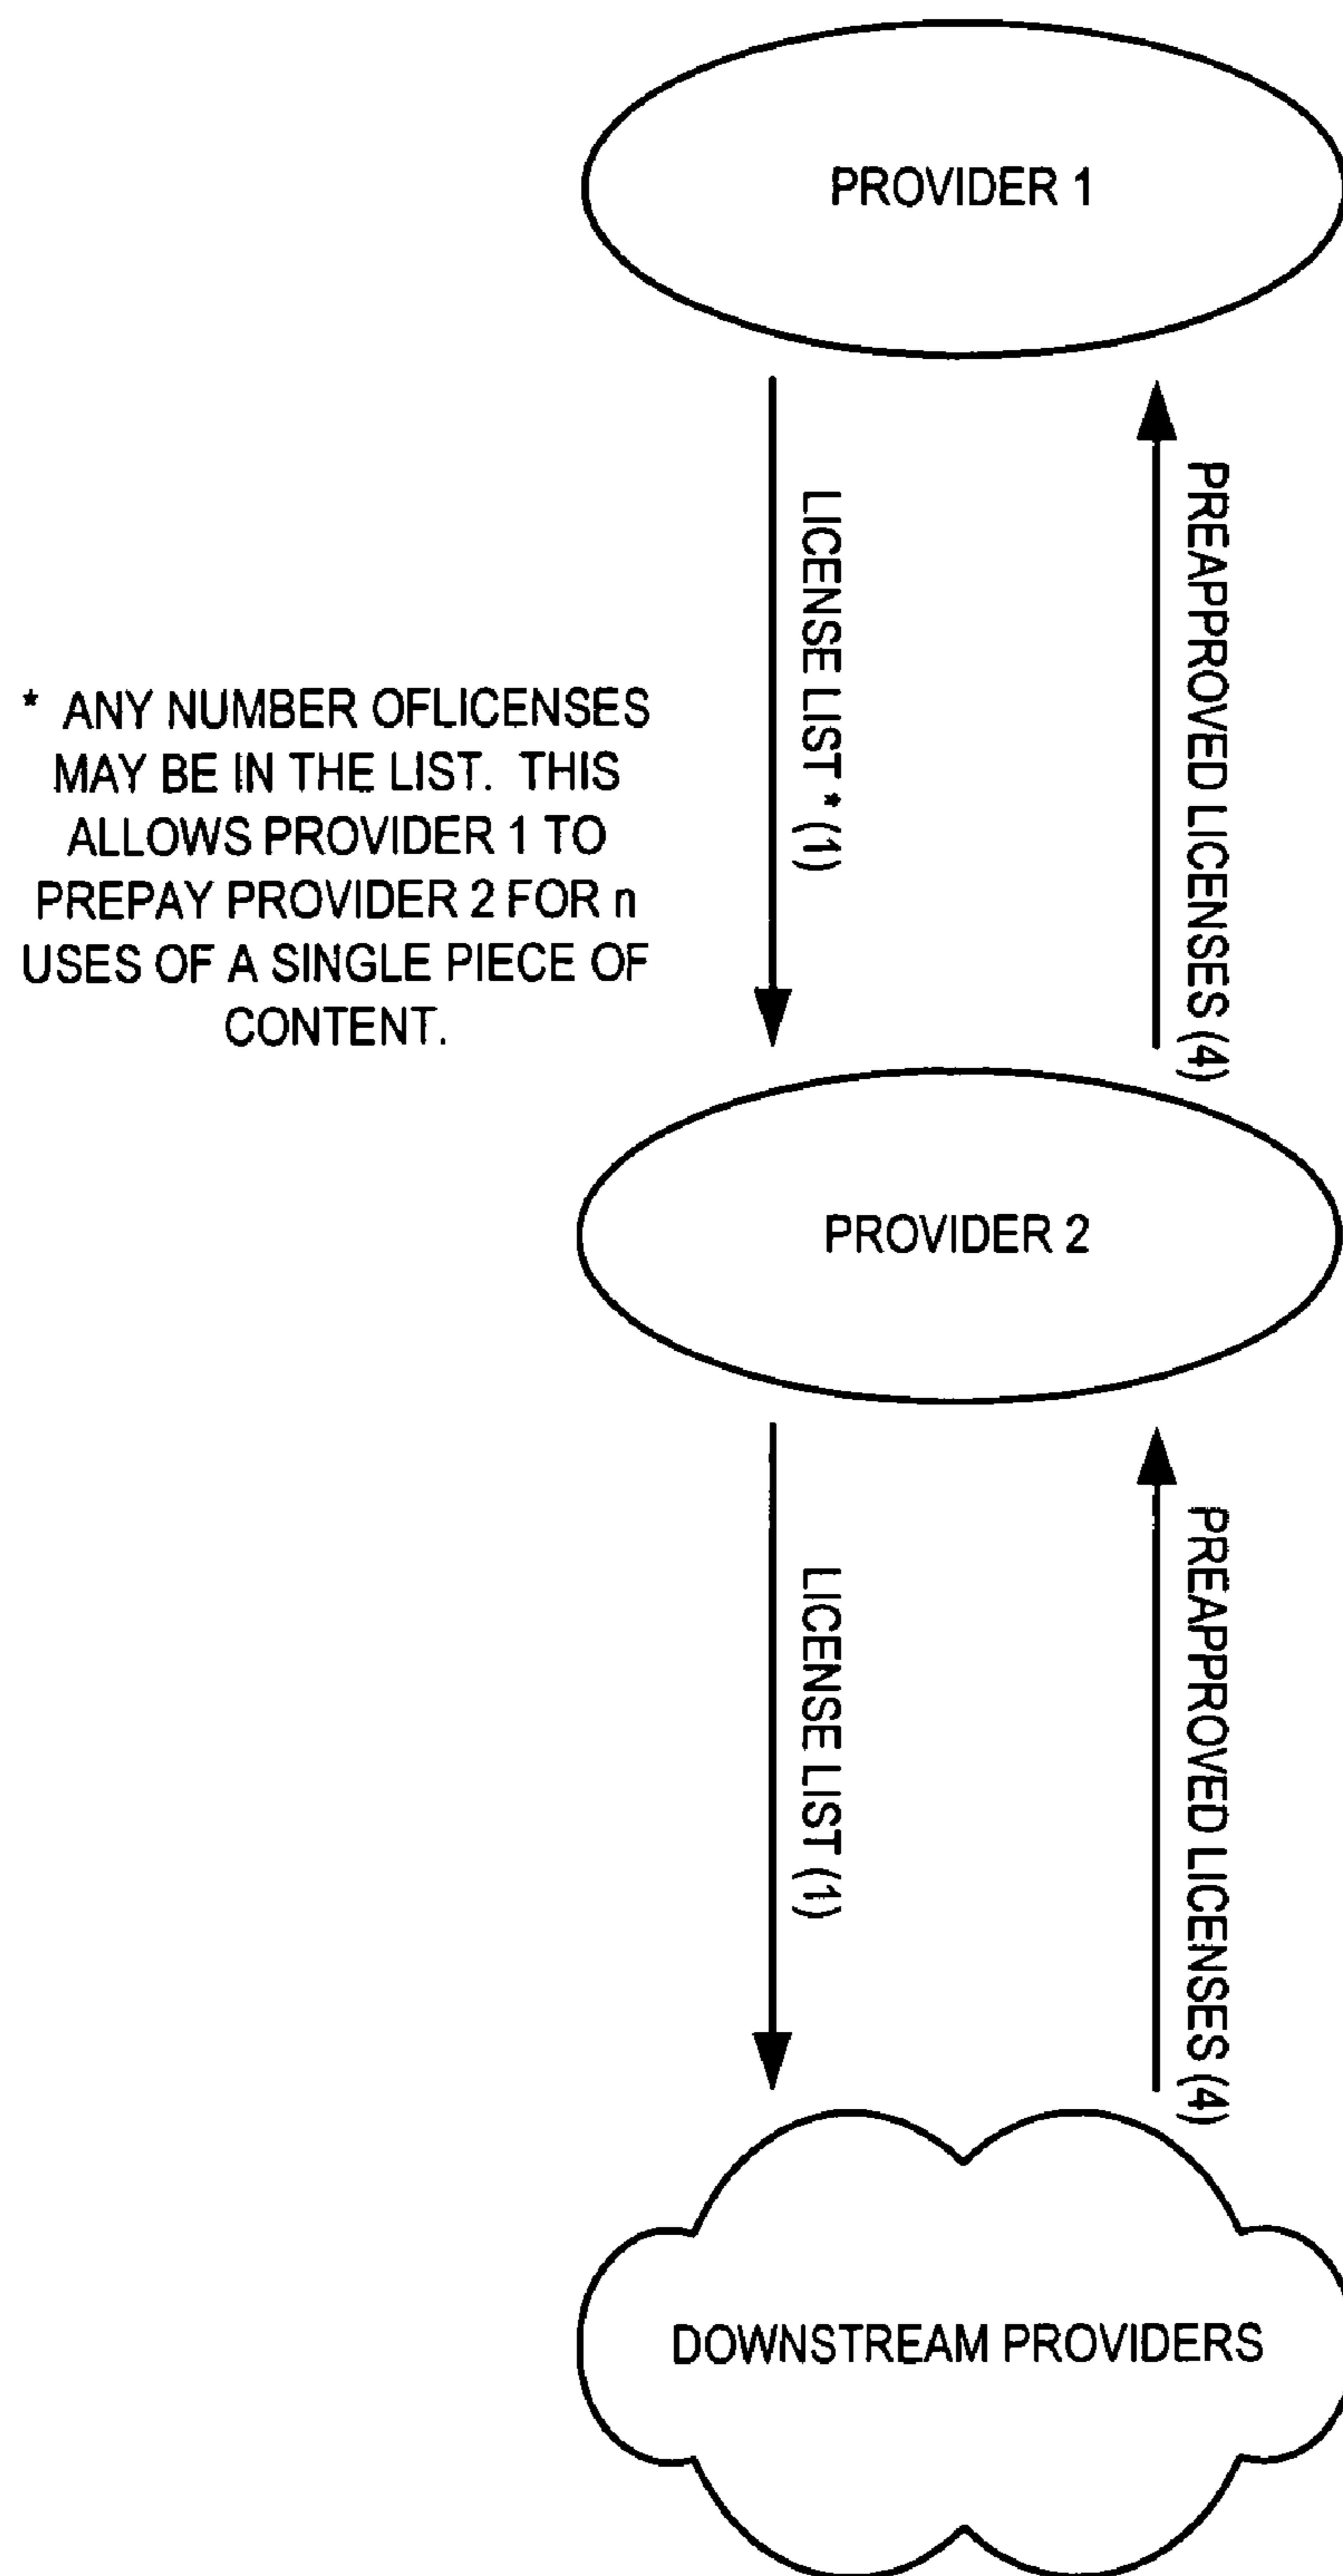 PROVIDER 1
LICENSE LIST * (1)
PREAPPROVED LICENSES (4)
* ANY NUMBER OFLICENSES
MAY BE IN THE LIST. THIS
ALLOWS PROVIDER 1 TO
PREPAY PROVIDER 2 FOR n
USES OF A SINGLE PIECE OF
CONTENT.
PROVIDER 2
LICENSE LIST (1)
PREAPPROVED LICENSES (4)
DOWNSTREAM PROVIDERS